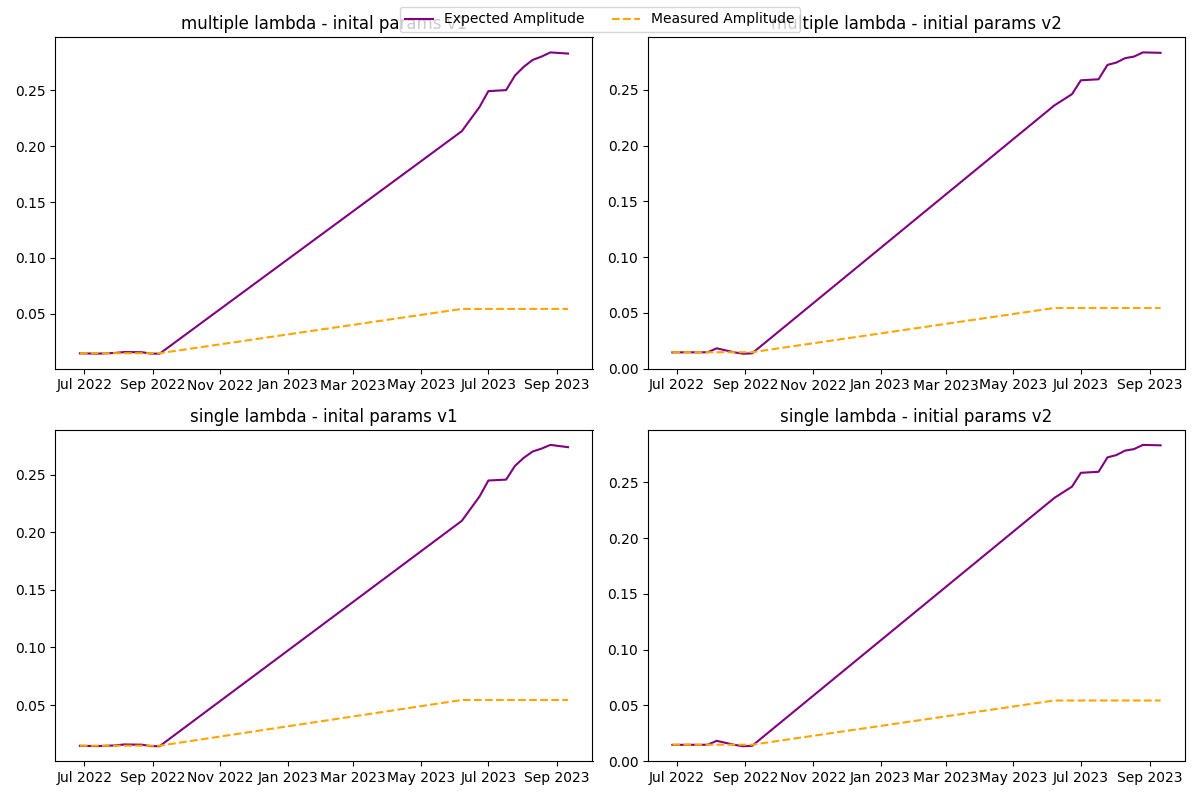 Expected Amplitude Measured Amplitude
multiple lambda - inital params v1
multiple lambda - initial params v2
0.25
0.20
0.15
0.10
0.05
Jul 2022 Sep 2022 Nov 2022 Jan 2023 Mar 2023 May 2023 Jul 2023 Sep 2023
0.25
0.20
0.15
0.10
0.05
0.00
Jul 2022 Sep 2022 Nov 2022 Jan 2023 Mar 2023 May 2023 Jul 2023 Sep 2023
single lambda - inital params v1
0.25
0.20
0.15
0.10
0.05
Jul 2022 Sep 2022 Nov 2022 Jan 2023 Mar 2023 May 2023 Jul 2023 Sep 2023
single lambda - initial params v2
0.25
0.20
0.15
0.10
0.05
0.00
Jul 2022 Sep 2022 Nov 2022 Jan 2023 Mar 2023 May 2023 Jul 2023 Sep 2023